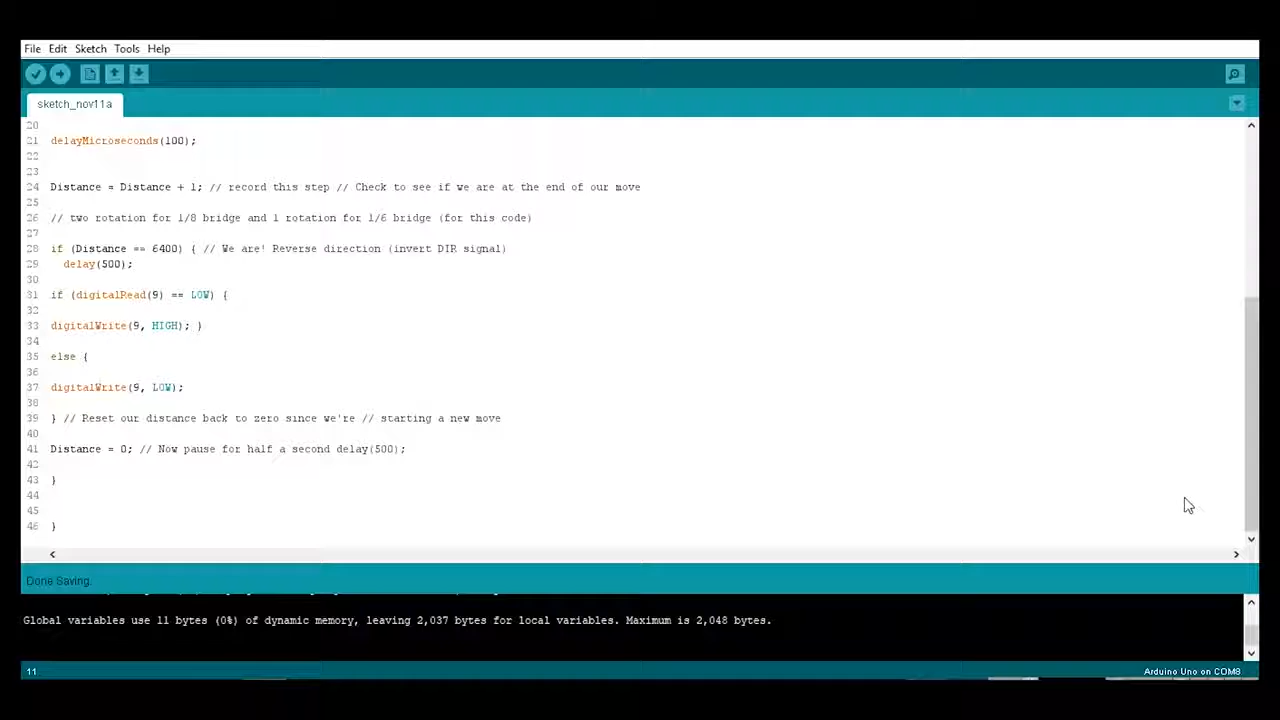 File Edit Sketch Tools Help
sketch_nov11a
20
21 delayMicroseconds(100);
22
23
24 Distance = Distance + 1; // record this step // Check to see if we are at the end of our move
25
26 // two rotation for 1/8 bridge and 1 rotation for 1/6 bridge (for this code)
27
28 if (Distance == 6400) { // We are! Reverse direction (invert DIR signal)
29 delay(500);
30
31 if (digitalRead(9) == LOW) {
32
33 digitalWrite(9, HIGH); }
34
35 else {
36
37 digitalWrite(9, LOW);
38
39 } // Reset our distance back to zero since we're // starting a new move
40
41 Distance = 0; // Now pause for half a second delay(500);
42
43 }
44
45
46 }
Done Saving.
Global variables use 11 bytes (0%) of dynamic memory, leaving 2,037 bytes for local variables. Maximum is 2,048 bytes.
11 Arduino Uno on COM8